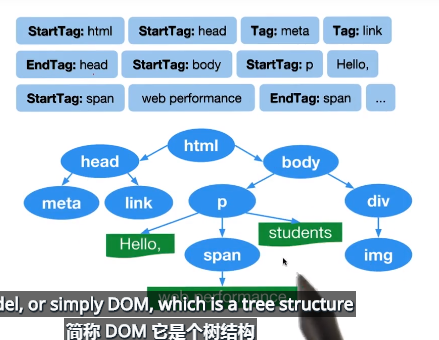 StartTag: html StartTag: head Tag: meta Tag: link
EndTag: head StartTag: body StartTag: p Hello,
StartTag: span web performance EndTag: span ...
html
head body
meta link p div
Hello, students
span img
web performance
del, or simply DOM, which is a tree structure
简称 DOM 它是个树结构